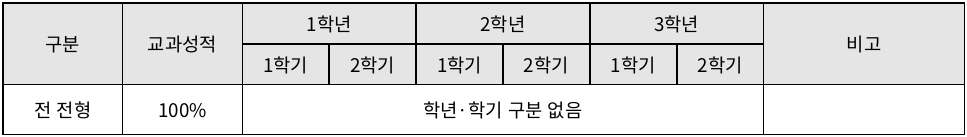 구분 교과성적 1학년 2학년 3학년 비고
1학기 2학기 1학기 2학기 1학기 2학기
전 전형 100% 학년·학기 구분 없음